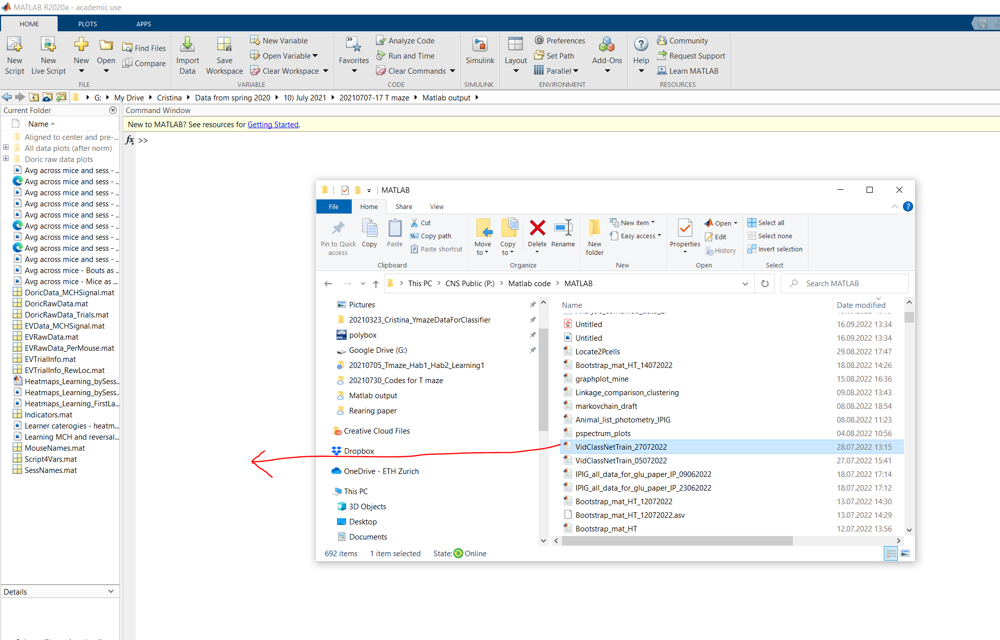 MATLAB R2020a - academic use
HOME PLOTS APPS
New Script
New Live Script
New
Open
Find Files
Compare
FILE
Import Data
Save Workspace
New Variable
Open Variable
Clear Workspace
VARIABLE
Favorites
Analyze Code
Run and Time
Clear Commands
CODE
Simulink
SIMULINK
Layout
Preferences
Set Path
Parallel
Add-Ons
ENVIRONMENT
Help
Community
Request Support
Learn MATLAB
RESOURCES
G: My Drive Cristina Data from spring 2020 10) July 2021 20210707-17 T maze Matlab output
Current Folder
Name
Aligned to center and pre-...
All data plots (after norm)
Doric raw data plots
Avg across mice and sess - ..
Avg across mice and sess - ..
Avg across mice and sess - ..
Avg across mice and sess - ..
Avg across mice and sess - ..
Avg across mice and sess - ..
Avg across mice and sess - ..
Avg across mice and sess - ..
Avg across mice and sess - ..
Avg across mice - Bouts as ...
Avg across mice - Mice as ...
DoricData_MCHSignal.mat
DoricRawData.mat
DoricRawData_Trials.mat
EVData_MCHSignal.mat
EVRawData.mat
EVRawData_PerMouse.mat
EVTrialInfo.mat
EVTrialInfo_RewLoc.mat
Heatmaps_Learning_bySess..
Heatmaps_Learning_bySess..
Heatmaps_Learning_FirstLa...
Indicators.mat
Learner caterogies - heatm...
Learning MCH and reversal...
MouseNames.mat
Script4Vars.mat
SessNames.mat
Details
Command Window
New to MATLAB? See resources for Getting Started.
fx >>
MATLAB
File Home Share View
Pin to Quick access
Copy
Paste
Cut
Copy path
Paste shortcut
Clipboard
Move to
Copy to
Delete
Rename
Organize
New folder
New item
Easy access
New
Properties
Open
Edit
History
Open
Select all
Select none
Invert selection
Select
This PC CNS Public (P:) Matlab code MATLAB
Search MATLAB
Pictures
20210323_Cristina_YmazeDataForClassifier
polybox
Google Drive (G:)
20210705_Tmaze_Hab1_Hab2_Learning1
20210730_Codes for T maze
Matlab output
Rearing paper
Creative Cloud Files
Dropbox
OneDrive - ETH Zurich
This PC
3D Objects
Desktop
Documents
Name Date modified
Untitled 16.09.2022 13:34
Untitled 16.09.2022 13:34
Locate2Pcells 29.08.2022 17:47
Bootstrap_mat_HT_14072022 18.08.2022 14:26
graphplot_mine 15.08.2022 16:36
Linkage_comparison_clustering 09.08.2022 13:43
markovchain_draft 08.08.2022 18:54
Animal_list_photometry_IPIG 08.08.2022 11:23
pspectrum_plots 04.08.2022 10:56
VidClassNetTrain_27072022 28.07.2022 13:15
VidClassNetTrain_05072022 27.07.2022 15:41
IPIG_all_data_for_glu_paper_IP_09062022 18.07.2022 17:14
IPIG_all_data_for_glu_paper_IP_23062022 18.07.2022 17:12
Bootstrap_mat_HT_12072022 13.07.2022 14:30
Bootstrap_mat_HT_12072022.asv 13.07.2022 14:29
Bootstrap_mat_HT 12.07.2022 13:56
692 items 1 item selected State: Online